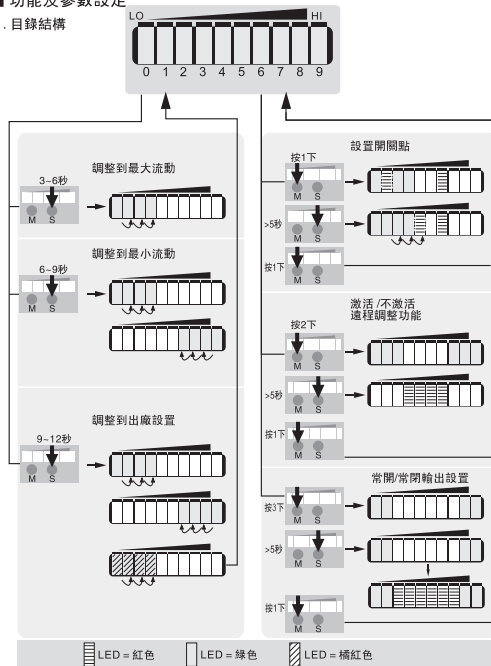 功能及參數設定
. 目錄結構
LO HI
0 1 2 3 4 5 6 7 8 9
調整到最大流動
3~6秒
M S
調整到最小流動
6~9秒
M S
調整到出廠設置
9~12秒
M S
設置開關點
按1下
M S
>5秒
M S
按1下
M S
激活 /不激活
遠程調整功能
按2下
M S
>5秒
M S
按1下
M S
常開/常閉輸出設置
按3下
M S
>5秒
M S
按1下
M S
LED = 紅色
LED = 綠色
LED = 橘紅色